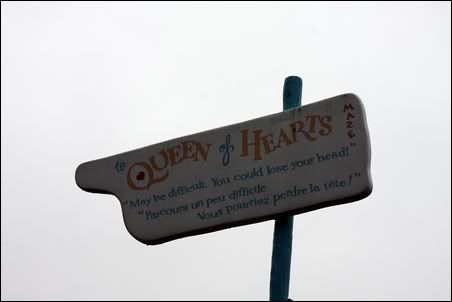 to QUEEN of HEARTS MAZE
"May be difficult. You could lose your head!"
"Parcours un peu difficile
Vous pourriez perdre la tête!"